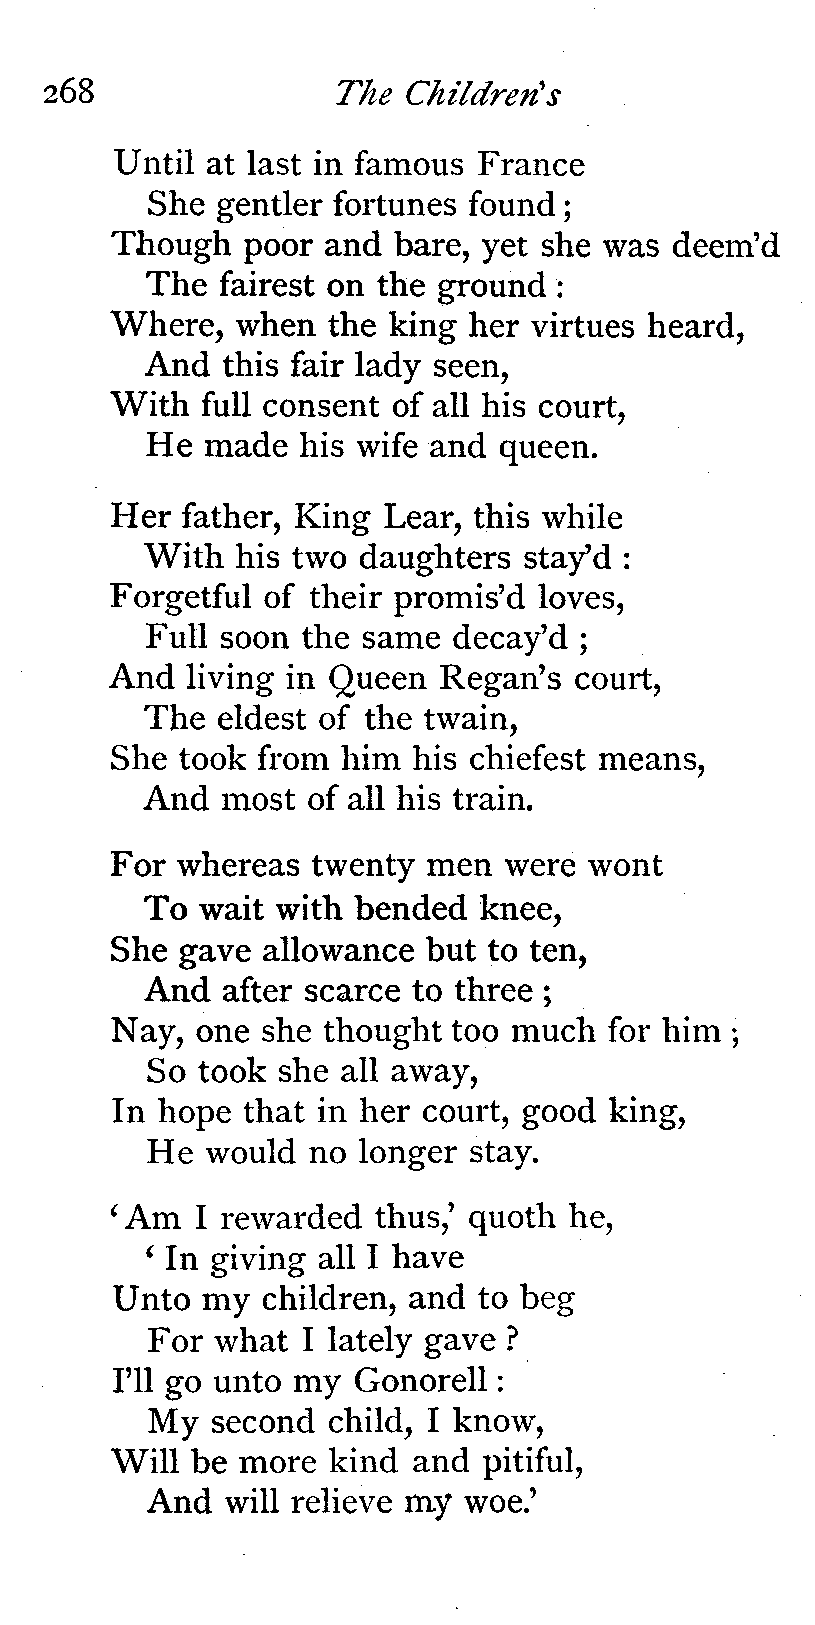 268 The Children's
Until at last in famous France
She gentler fortunes found ;
Though poor and bare, yet she was deem'd
The fairest on the ground :
Where, when the king her virtues heard,
And this fair lady seen,
With full consent of all his court,
He made his wife and queen.
Her father, King Lear, this while
With his two daughters stay'd :
Forgetful of their promis'd loves,
Full soon the same decay'd ;
And living in Queen Regan's court,
The eldest of the twain,
She took from him his chiefest means,
And most of all his train.
For whereas twenty men were wont
To wait with bended knee,
She gave allowance but to ten,
And after scarce to three ;
Nay, one she thought too much for him ;
So took she all away,
In hope that in her court, good king,
He would no longer stay.
‘Am I rewarded thus,’ quoth he,
‘ In giving all I have
Unto my children, and to beg
For what I lately gave ?
I'll go unto my Gonorell :
My second child, I know,
Will be more kind and pitiful,
And will relieve my woe.’